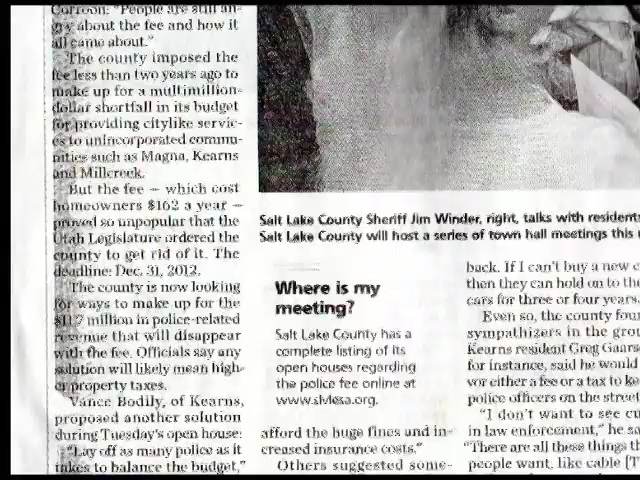 Corroon: "People are still an-
gry about the fee and how it
all came about."
The county imposed the
fee less than two years ago to
make up for a multimillion-
dollar shortfall in its budget
for providing citylike servic-
es to unincorporated commu-
nities such as Magna, Kearns
and Millcreek.
But the fee — which cost
homeowners $162 a year —
proved so unpopular that the
Utah Legislature ordered the
county to get rid of it. The
deadline: Dec. 31, 2012.
The county is now looking
for ways to make up for the
million in police-related
revenue that will disappear
with the fee. Officials say any
solution will likely mean high-
er property taxes.
Vance Bodily, of Kearns,
proposed another solution
during Tuesday's open house:
"Lay off as many police as it
takes to balance the budget,"
Salt Lake County Sheriff Jim Winder, right, talks with residents
Salt Lake County will host a series of town hall meetings this
Where is my
meeting?
Salt Lake County has a
complete listing of its
open houses regarding
the police fee online at
www.slvlesa.org.
afford the huge fines and in-
creased insurance costs."
Others suggested some-
back. If I can't buy a new c
then they can hold on to the
cars for three or four years.
Even so, the county four
sympathizers in the grou
Kearns resident Greg Gaars
for instance, said he would
vor either a fee or a tax to ke
police officers on the street
"I don't want to see cu
in law enforcement," he sa
"There are all these things th
people want, like cable [T